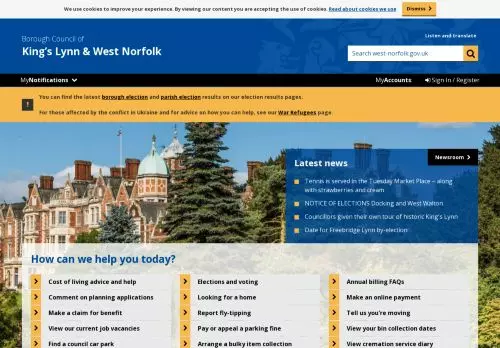 We use cookies to improve your experience. By viewing our content you are accepting the use of cookies. Read about cookies we use
Dismiss
Borough Council of
King's Lynn & West Norfolk
Listen and translate
Search west-norfolk.gov.uk
MyNotifications
MyAccounts
Sign In / Register
!
You can find the latest borough election and parish election results on our election results pages.
For those affected by the conflict in Ukraine and for advice on how you can help, see our War Refugees page.
Latest news
Newsroom
Tennis is served in the Tuesday Market Place – along
with strawberries and cream
NOTICE OF ELECTIONS Docking and West Walton
Councillors given their own tour of historic King's Lynn
Date for Freebridge Lynn by-election
How can we help you today?
Cost of living advice and help
Elections and voting
Annual billing FAQs
Comment on planning applications
Looking for a home
Make an online payment
Make a claim for benefit
Report fly-tipping
Tell us you're moving
View our current job vacancies
Pay or appeal a parking fine
View your bin collection dates
Find a council car park
Arrange a bulky item collection
View cremation service diary